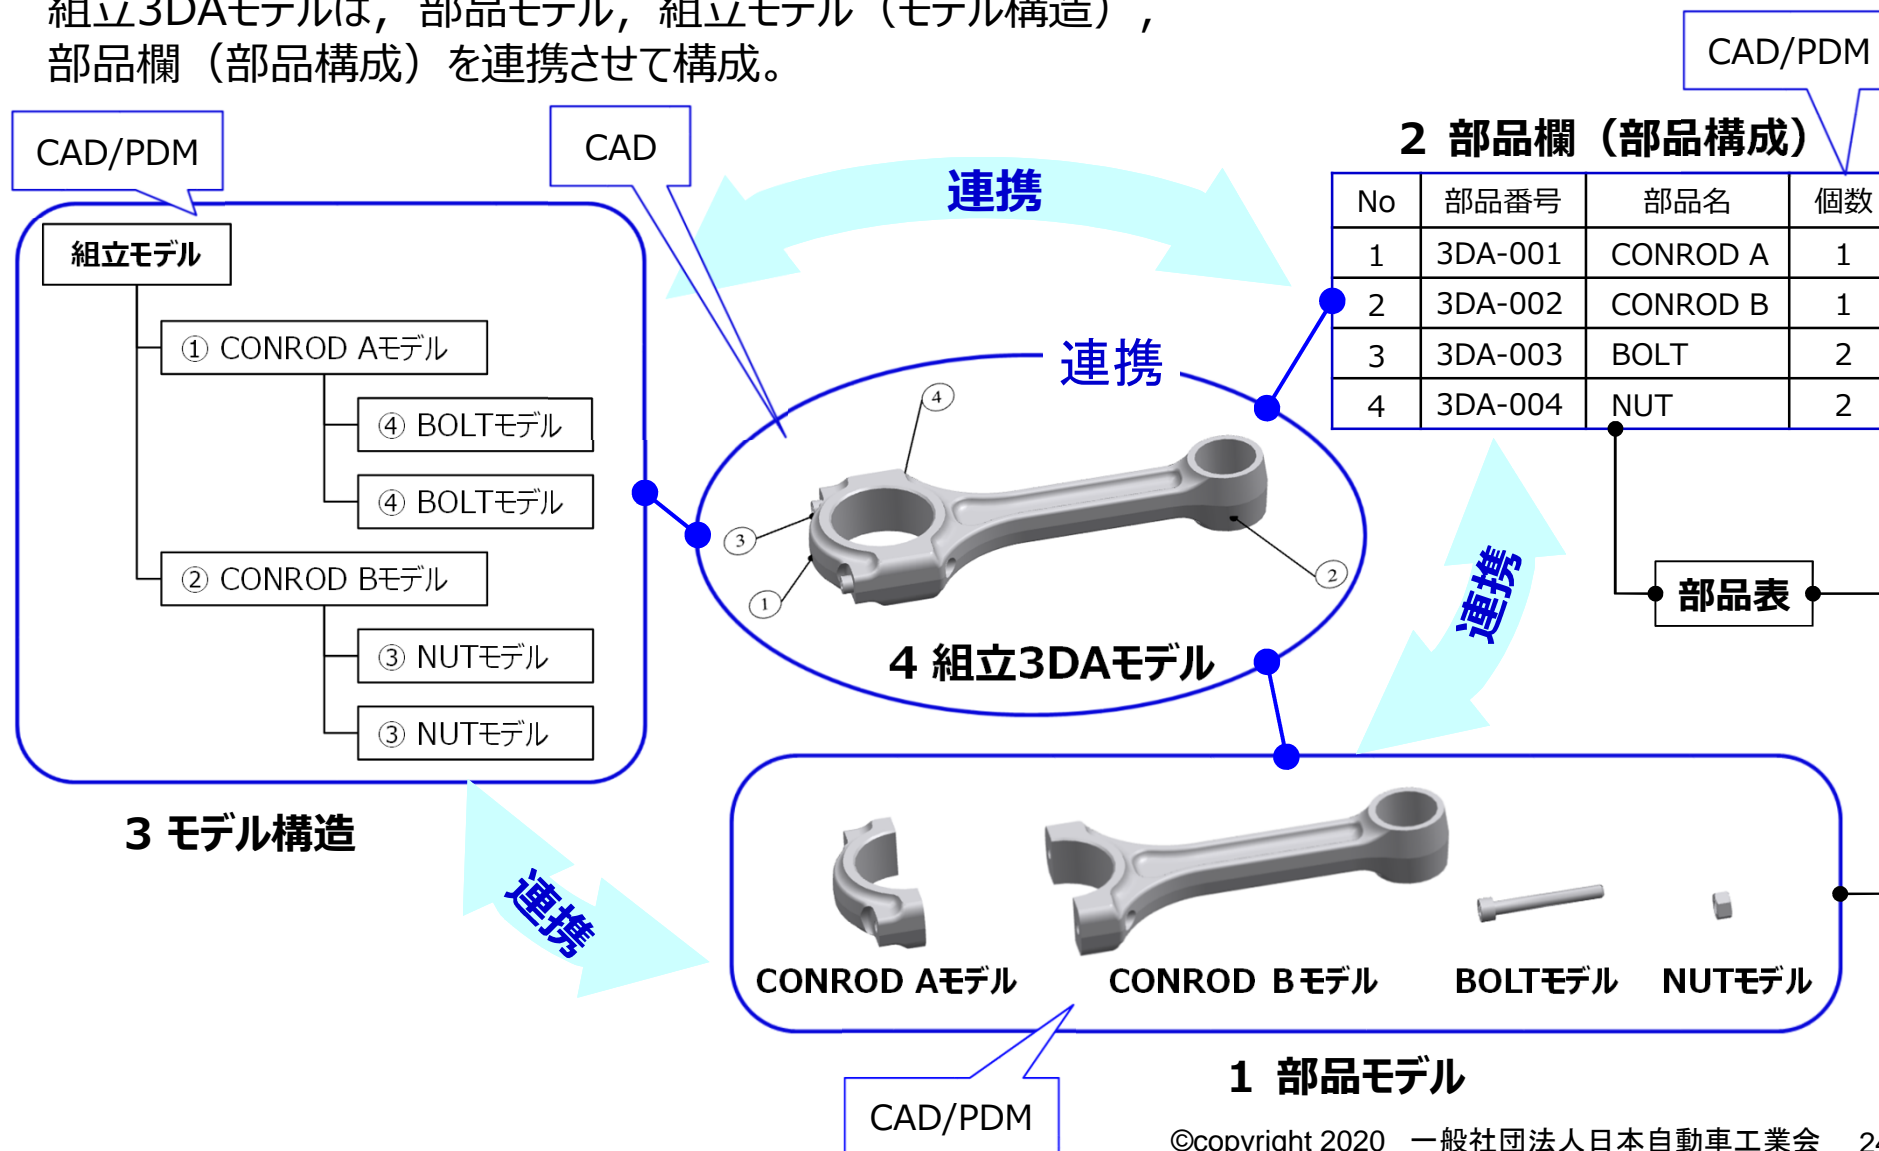 組立3DAモデルは，部品モデル，組立モデル（モデル構造），
部品欄（部品構成）を連携させて構成。
CAD/PDM
CAD
CAD/PDM
連携
2 部品欄（部品構成）
No 部品番号 部品名 個数
1 3DA-001 CONROD A 1
2 3DA-002 CONROD B 1
3 3DA-003 BOLT 2
4 3DA-004 NUT 2
組立モデル
① CONROD Aモデル
④ BOLTモデル
④ BOLTモデル
② CONROD Bモデル
③ NUTモデル
③ NUTモデル
3 モデル構造
連携
4
3
1
2
4 組立3DAモデル
連携
部品表
連携
CONROD Aモデル
CONROD Bモデル
BOLTモデル
NUTモデル
1 部品モデル
CAD/PDM
©copyright 2020 一般社団法人日本自動車工業会 24